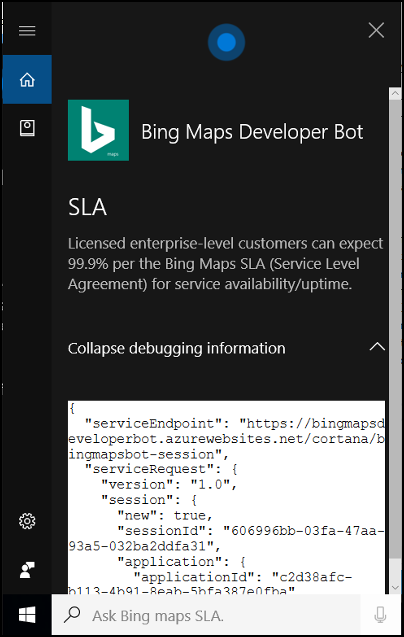 Bing Maps Developer Bot
maps
SLA
Licensed enterprise-level customers can expect
99.9% per the Bing Maps SLA (Service Level
Agreement) for service availability/uptime.
Collapse debugging information
{
"serviceEndpoint": "https://bingmapsd
eveloperbot.azurewebsites.net/cortana/b
ingmapsbot-session",
"serviceRequest": {
"version": "1.0",
"session": {
"new": true,
"sessionId": "606996bb-03fa-47aa-
93a5-032ba2ddfa31",
"application": {
"applicationId": "c2d38afc-
b113-4b91-8eab-5bfa387e0fba"
Ask Bing maps SLA.